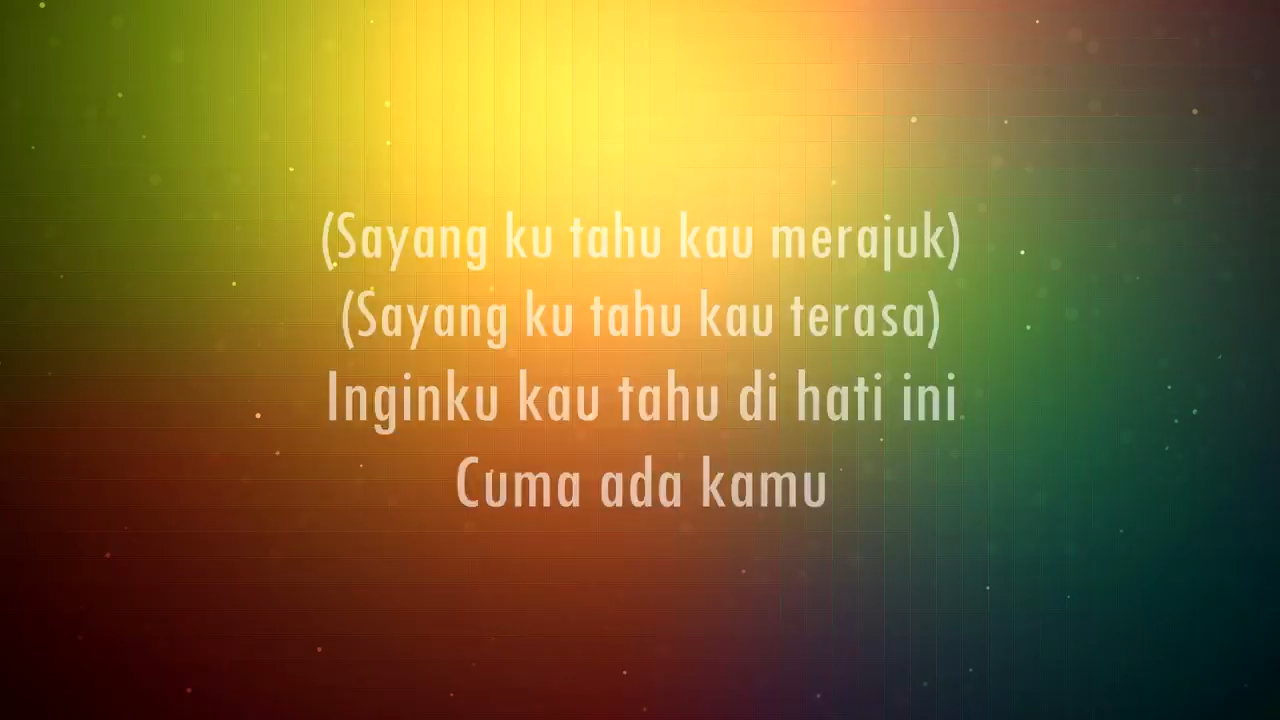 (Sayang ku tahu kau merajuk)
(Sayang ku tahu kau terasa)
Inginku kau tahu di hati ini
Cuma ada kamu